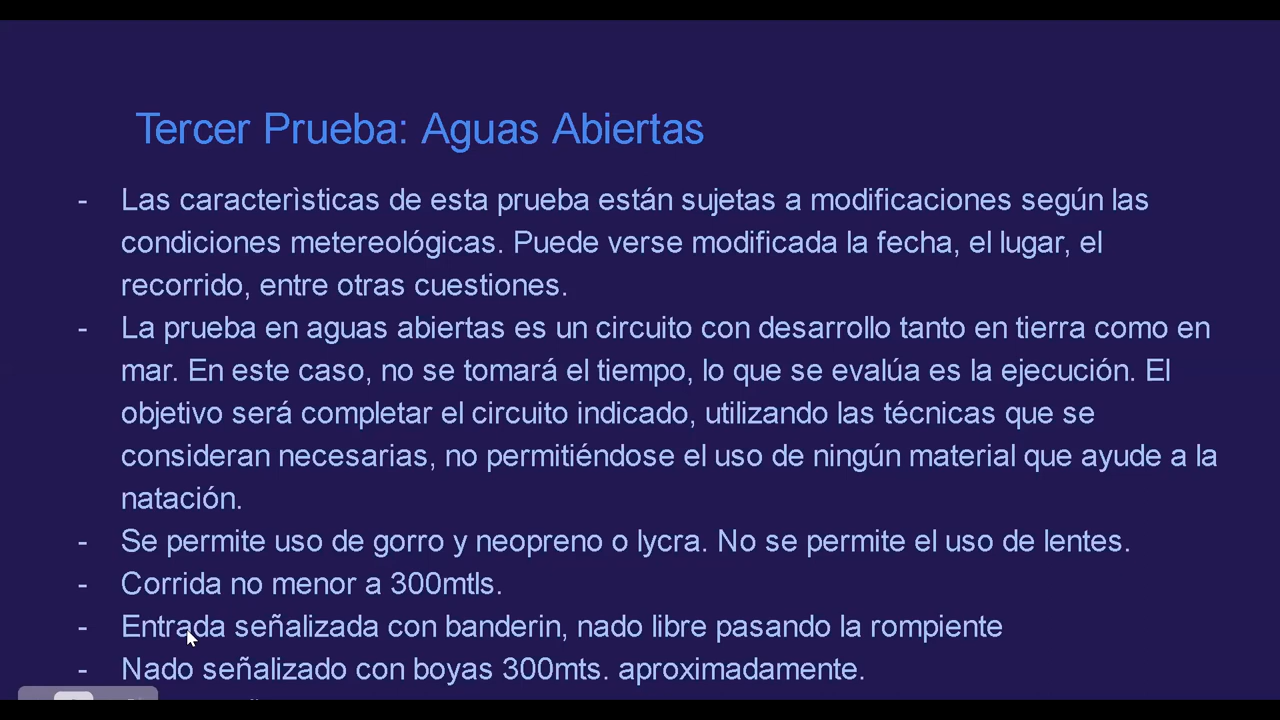 Tercer Prueba: Aguas Abiertas
- Las caracterìsticas de esta prueba están sujetas a modificaciones según las
condiciones metereológicas. Puede verse modificada la fecha, el lugar, el
recorrido, entre otras cuestiones.
- La prueba en aguas abiertas es un circuito con desarrollo tanto en tierra como en
mar. En este caso, no se tomará el tiempo, lo que se evalúa es la ejecución. El
objetivo será completar el circuito indicado, utilizando las técnicas que se
consideran necesarias, no permitiéndose el uso de ningún material que ayude a la
natación.
- Se permite uso de gorro y neopreno o lycra. No se permite el uso de lentes.
- Corrida no menor a 300mtls.
- Entrada señalizada con banderin, nado libre pasando la rompiente
- Nado señalizado con boyas 300mts. aproximadamente.